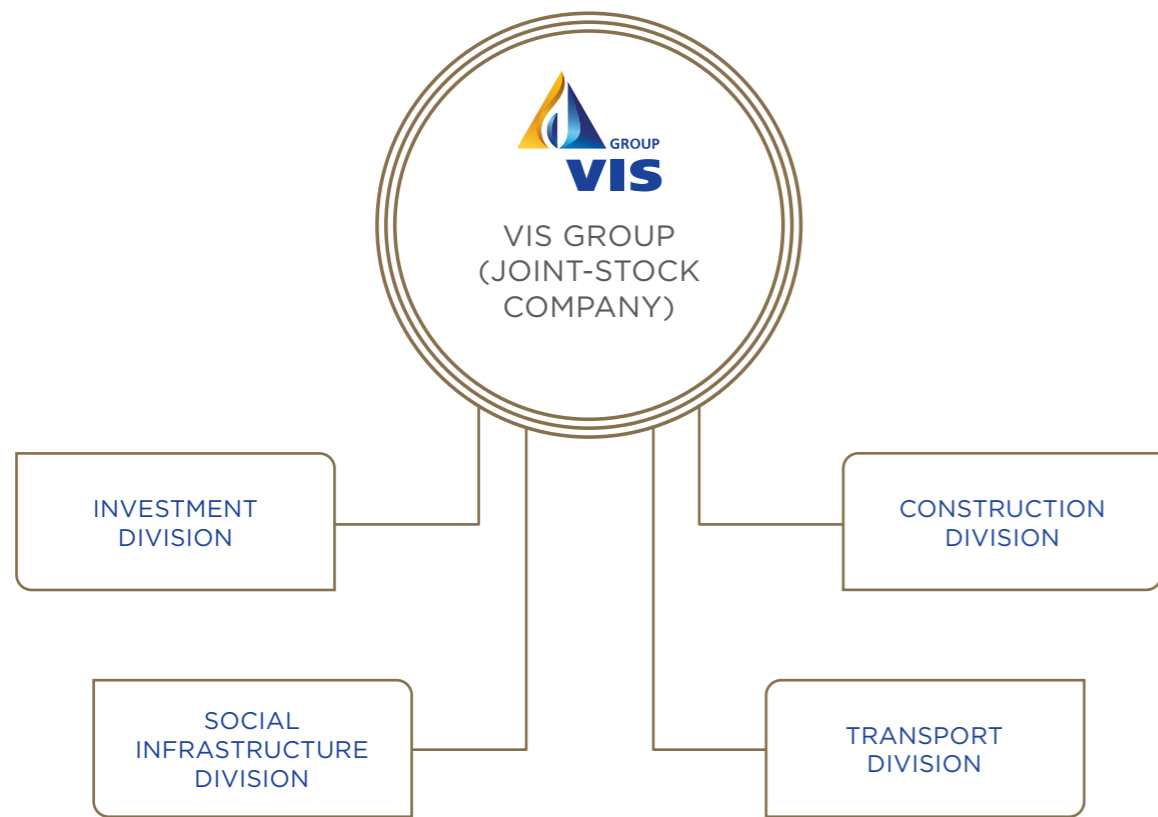 GROUP
VIS
VIS GROUP
(JOINT-STOCK
COMPANY)
INVESTMENT
DIVISION
CONSTRUCTION
DIVISION
SOCIAL
INFRASTRUCTURE
DIVISION
TRANSPORT
DIVISION